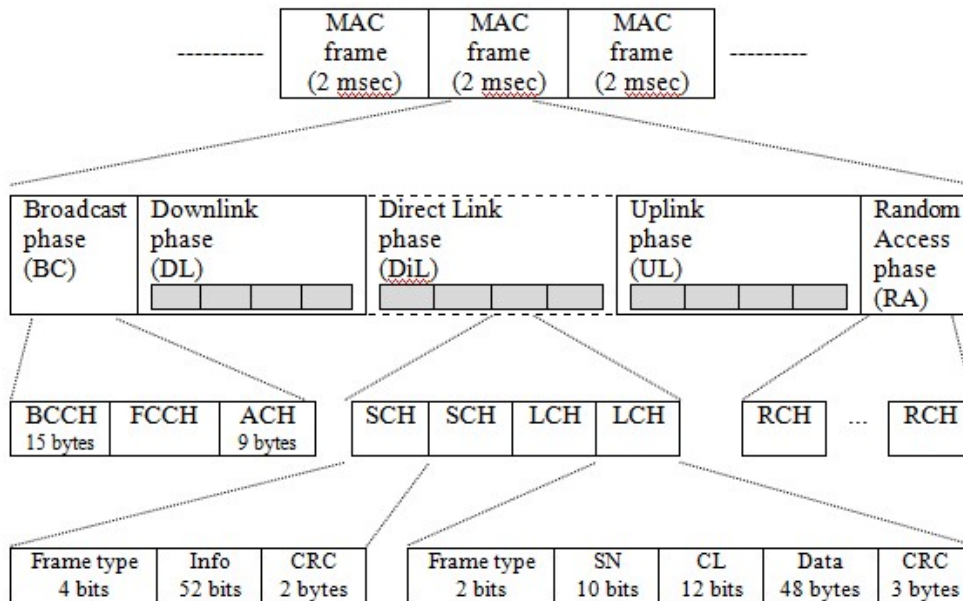 MAC frame (2 msec)
MAC frame (2 msec)
MAC frame (2 msec)
Broadcast phase (BC)
Downlink phase (DL)
Direct Link phase (DiL)
Uplink phase (UL)
Random Access phase (RA)
BCCH 15 bytes
FCCH
ACH 9 bytes
SCH
SCH
LCH
LCH
RCH
...
RCH
Frame type 4 bits
Info 52 bits
CRC 2 bytes
Frame type 2 bits
SN 10 bits
CL 12 bits
Data 48 bytes
CRC 3 bytes